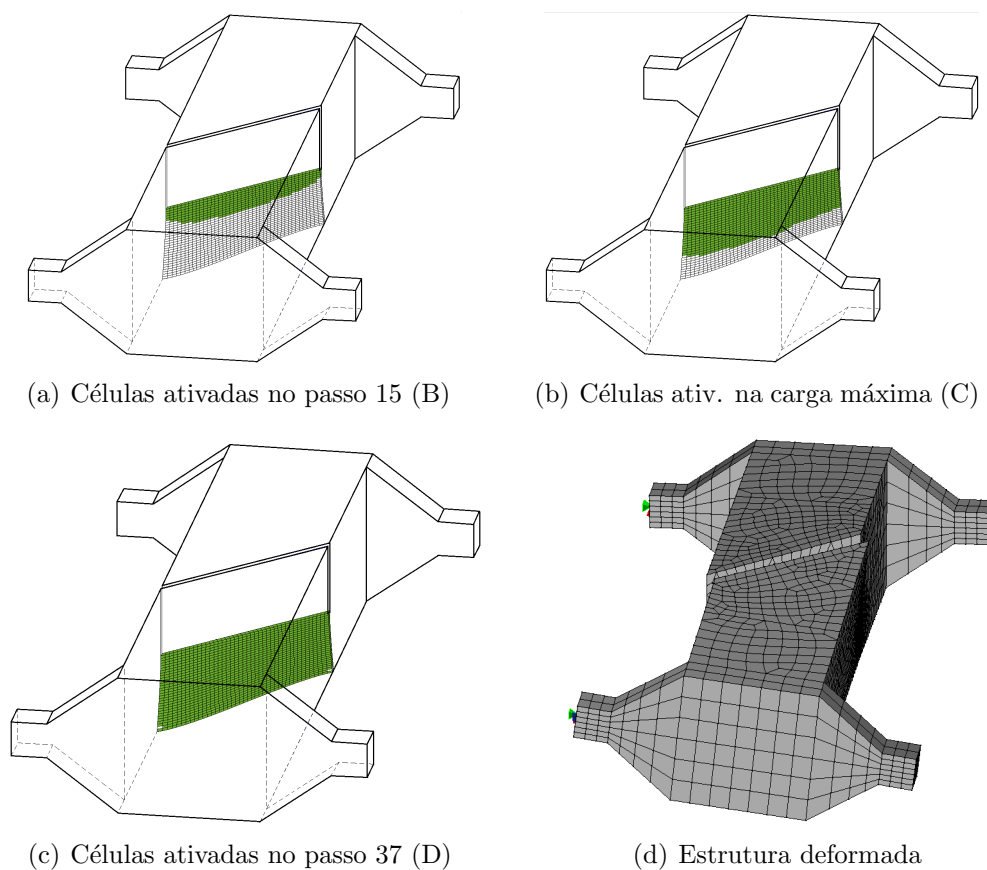 (a) Células ativadas no passo 15 (B)
(b) Células ativ. na carga máxima (C)
(c) Células ativadas no passo 37 (D)
(d) Estrutura deformada